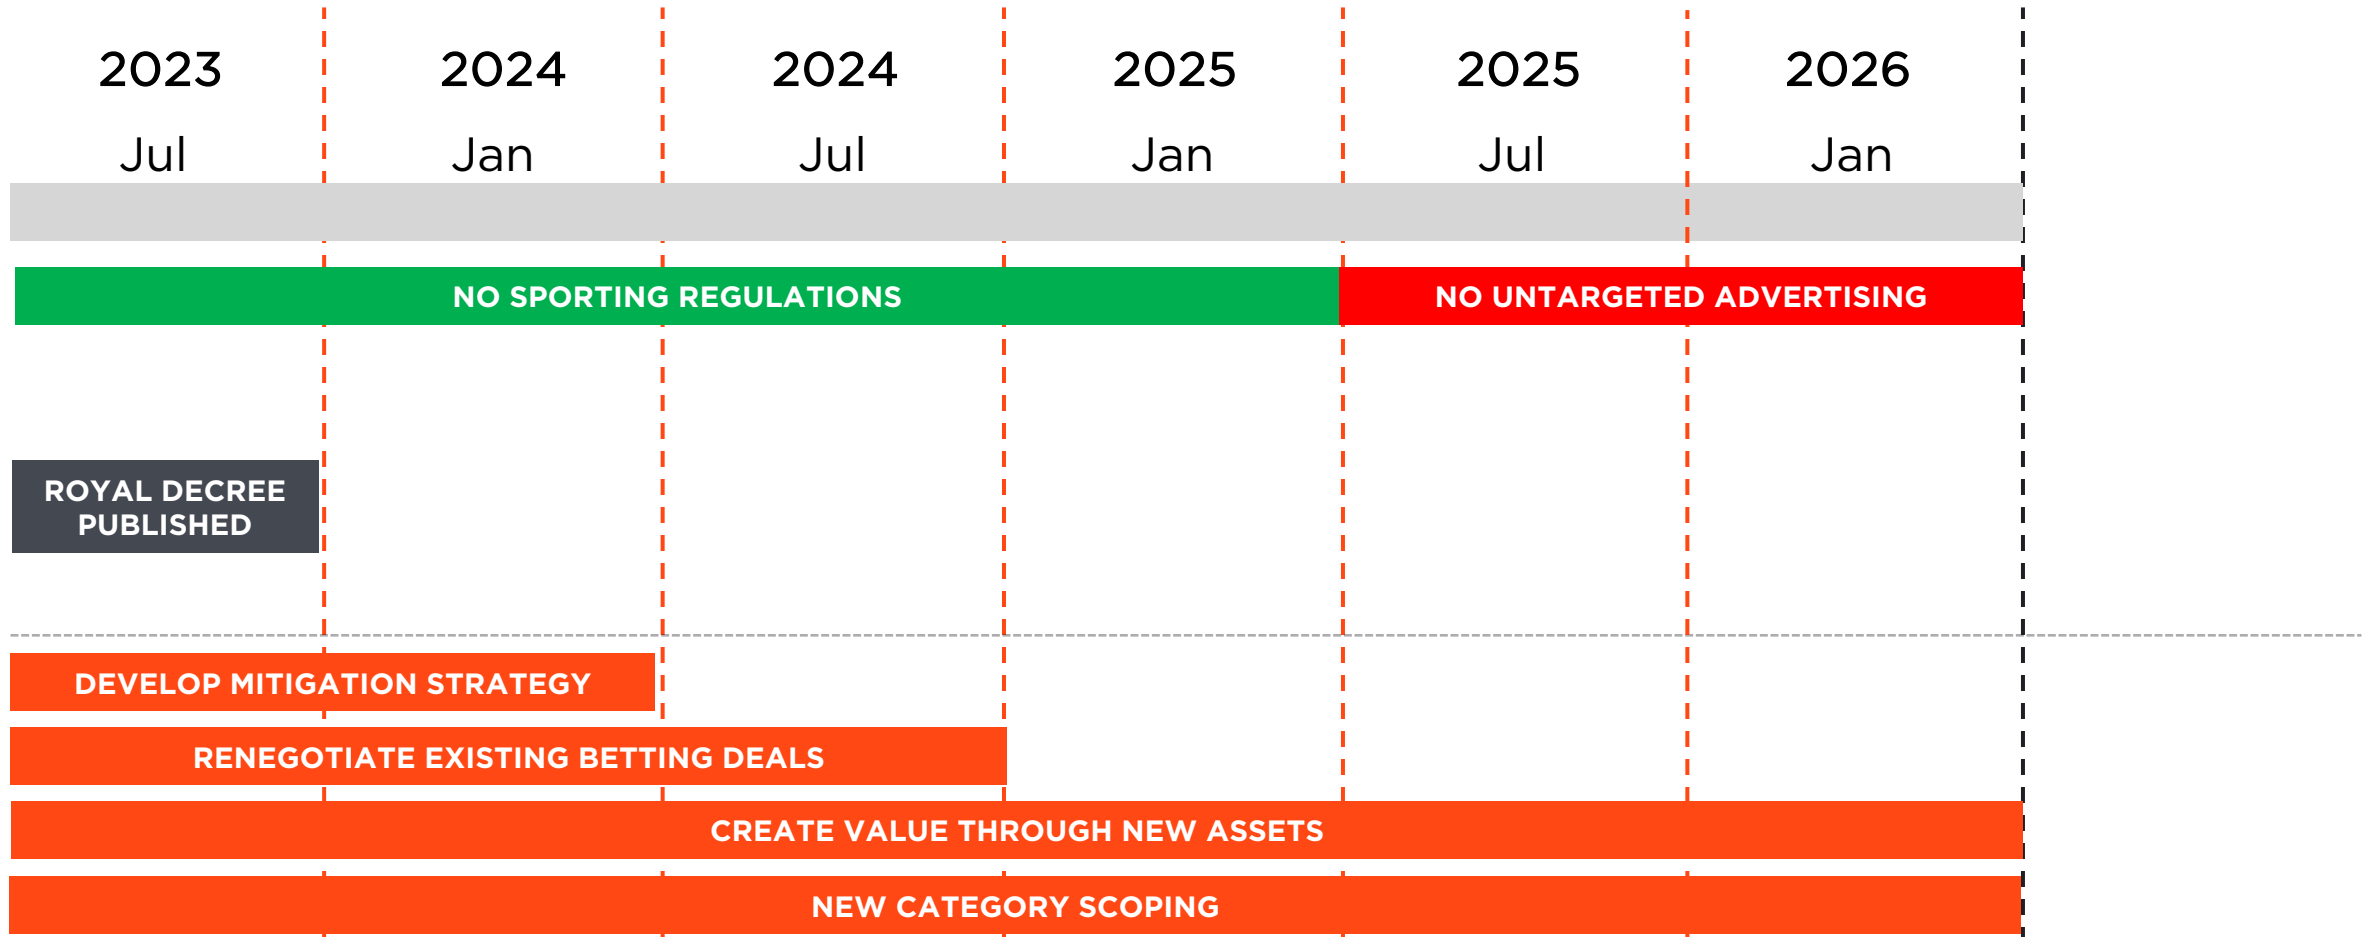 2023 2024 2024 2025 2025 2026
Jul Jan Jul Jan Jul Jan
NO SPORTING REGULATIONS NO UNTARGETED ADVERTISING
ROYAL DECREE
PUBLISHED
DEVELOP MITIGATION STRATEGY
RENEGOTIATE EXISTING BETTING DEALS
CREATE VALUE THROUGH NEW ASSETS
NEW CATEGORY SCOPING